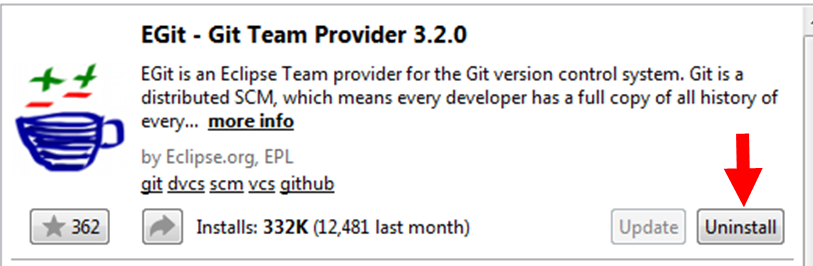 EGit - Git Team Provider 3.2.0
EGit is an Eclipse Team provider for the Git version control system. Git is a
distributed SCM, which means every developer has a full copy of all history of
every... more info
by Eclipse.org, EPL
git dvcs scm vcs github
362 Installs: 332K (12,481 last month) Update Uninstall